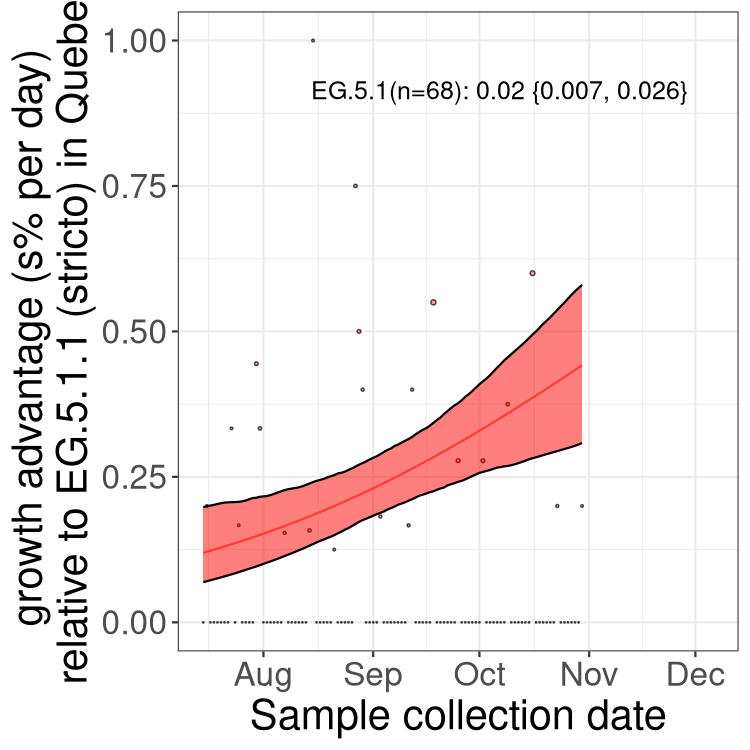 growth advantage (s% per day)
relative to EG.5.1.1 (stricto) in Quebe
1.00
0.75
0.50
0.25
0.00
EG.5.1(n=68): 0.02 {0.007, 0.026}
Aug Sep Oct Nov Dec
Sample collection date